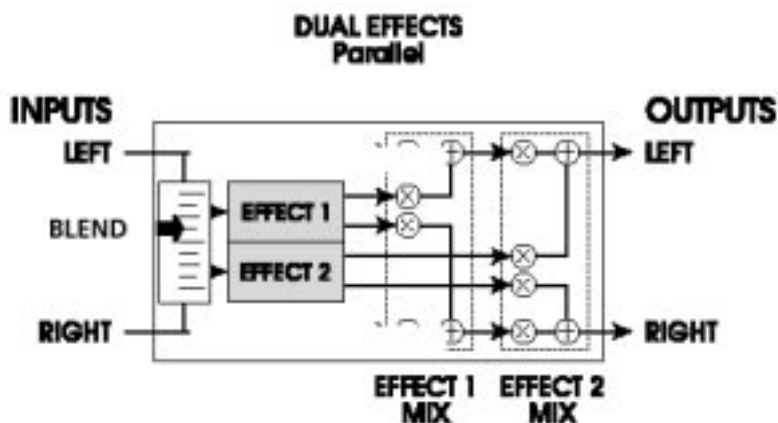 DUAL EFFECTS
Parallel
INPUTS
OUTPUTS
LEFT
LEFT
BLEND
EFFECT 1
EFFECT 2
RIGHT
RIGHT
EFFECT 1
MIX
EFFECT 2
MIX